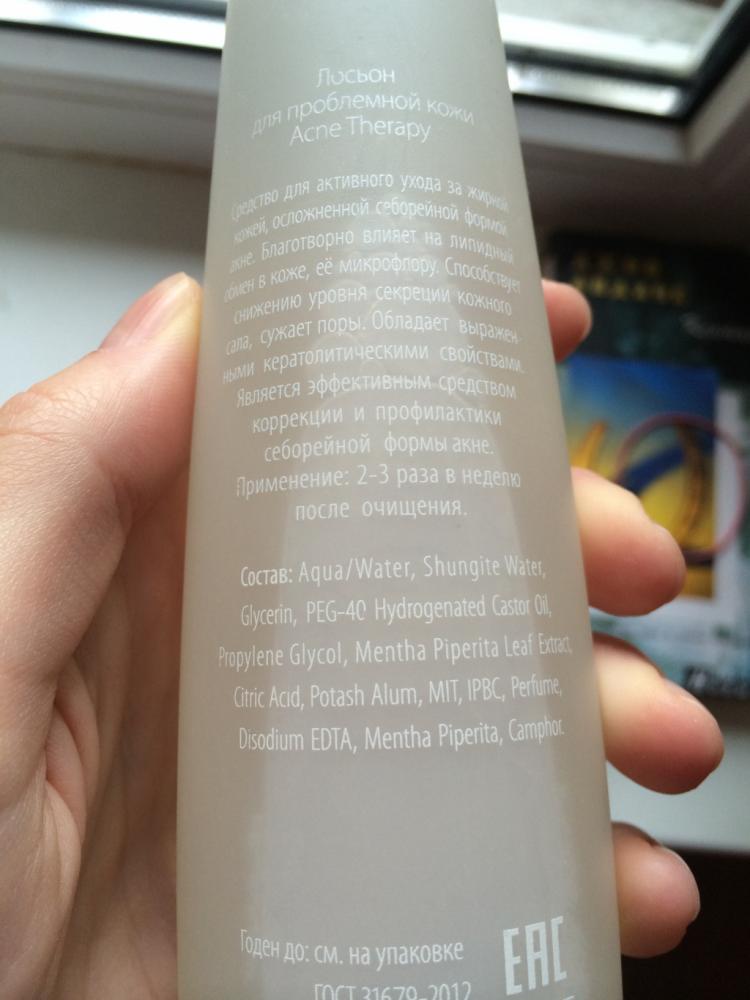 Лосьон
для проблемной кожи
Acne Therapy
Средство для активного ухода за жирной
кожей, осложненной себорейной формой
акне. Благотворно влияет на липидный
обмен в коже, её микрофлору. Способствует
снижению уровня секреции кожного
сала, сужает поры. Обладает выражен-
ными кератолитическими свойствами.
Является эффективным средством
коррекции и профилактики
себорейной формы акне.
Применение: 2-3 раза в неделю
после очищения.
Состав: Aqua/Water, Shungite Water,
Glycerin, PEG-40 Hydrogenated Castor Oil,
Propylene Glycol, Mentha Piperita Leaf Extract,
Citric Acid, Potash Alum, MIT, IPBC, Perfume,
Disodium EDTA, Mentha Piperita, Camphor.
Годен до: см. на упаковке
ГОСТ 31679-2012
EAC